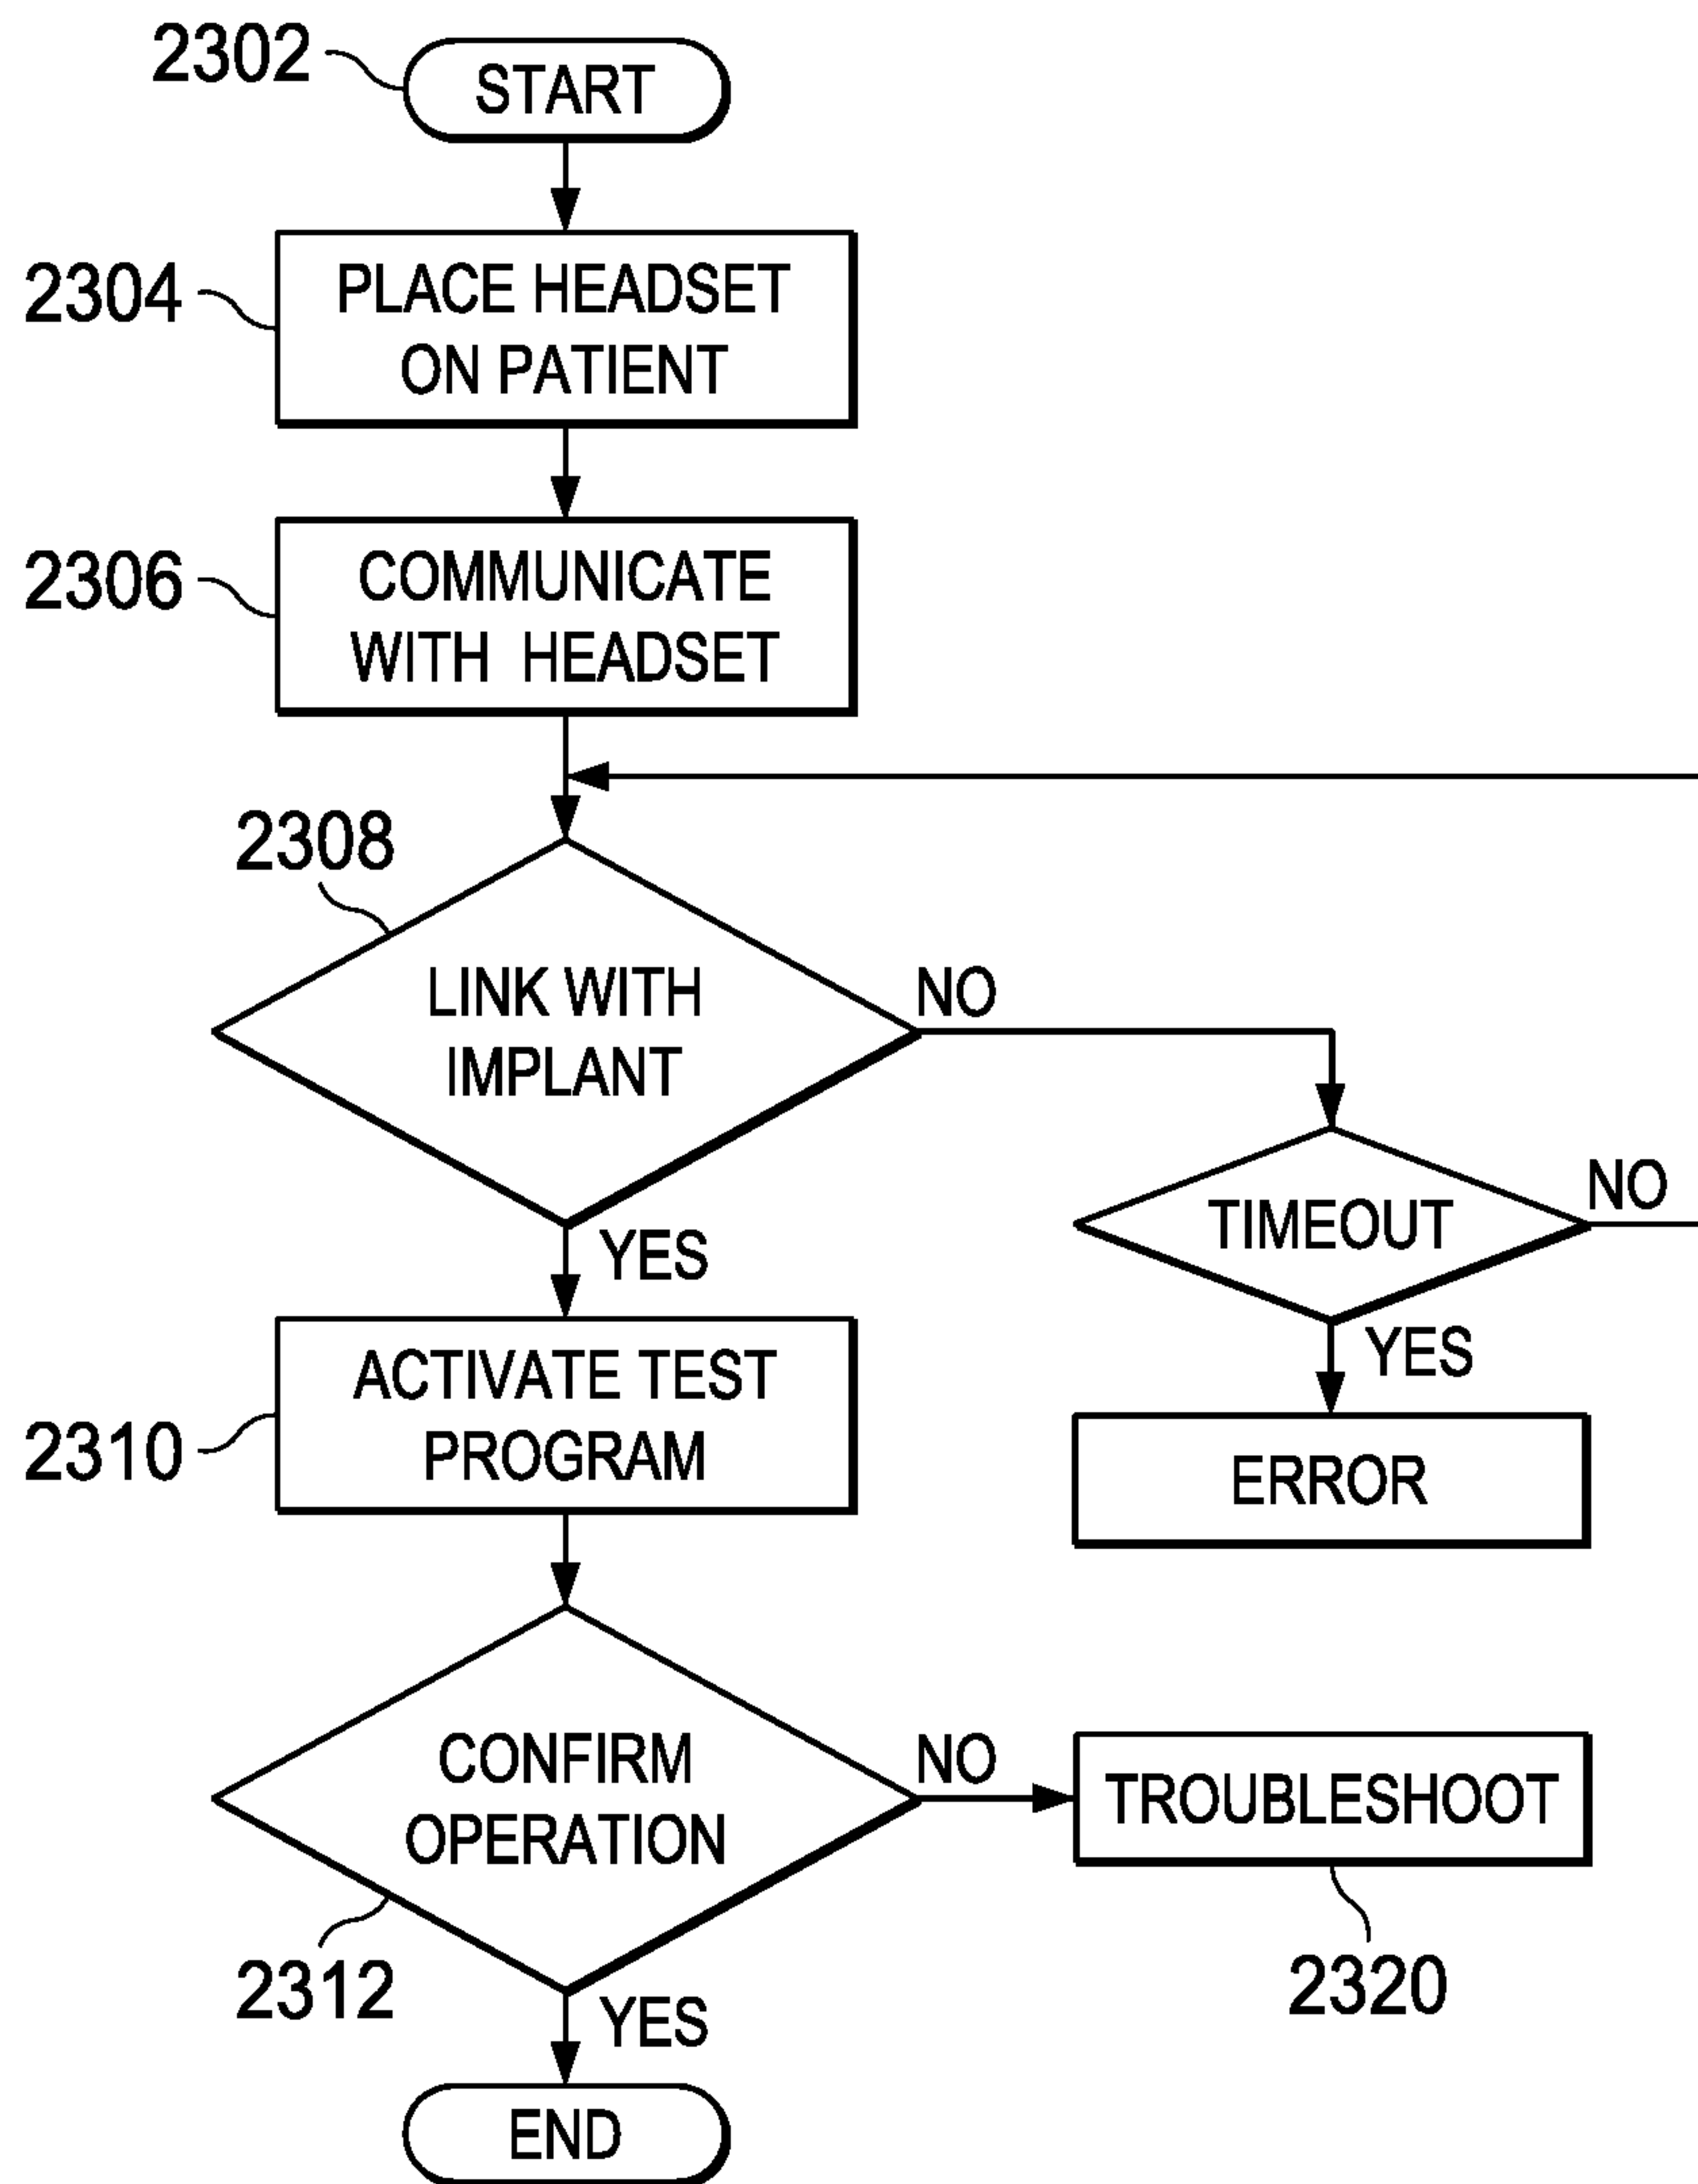 2302
START
2304
PLACE HEADSET
ON PATIENT
2306
COMMUNICATE
WITH HEADSET
2308
LINK WITH
IMPLANT
NO
YES
TIMEOUT
NO
YES
ERROR
2310
ACTIVATE TEST
PROGRAM
CONFIRM
OPERATION
NO
TROUBLESHOOT
2312
2320
YES
END